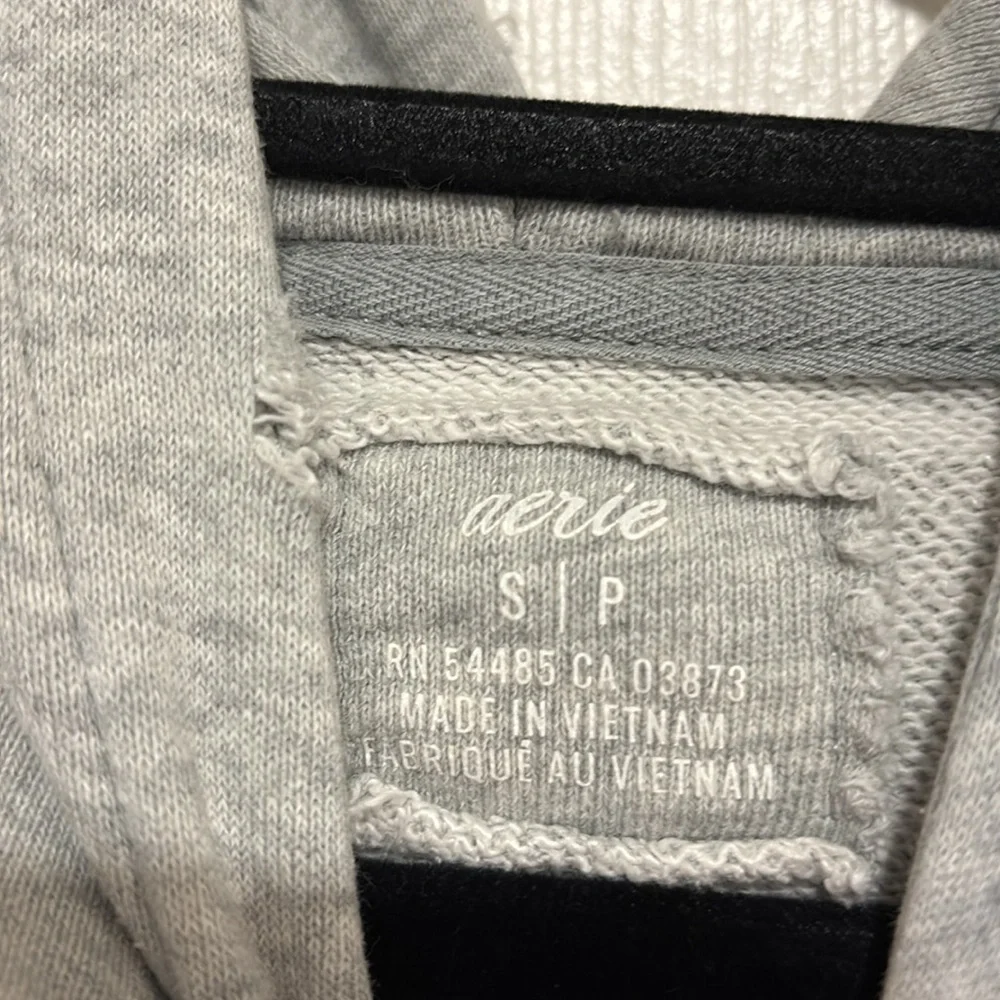 aerie
S | P
RN 54485 CA 03873
MADE IN VIETNAM
FABRIQUÉ AU VIETNAM